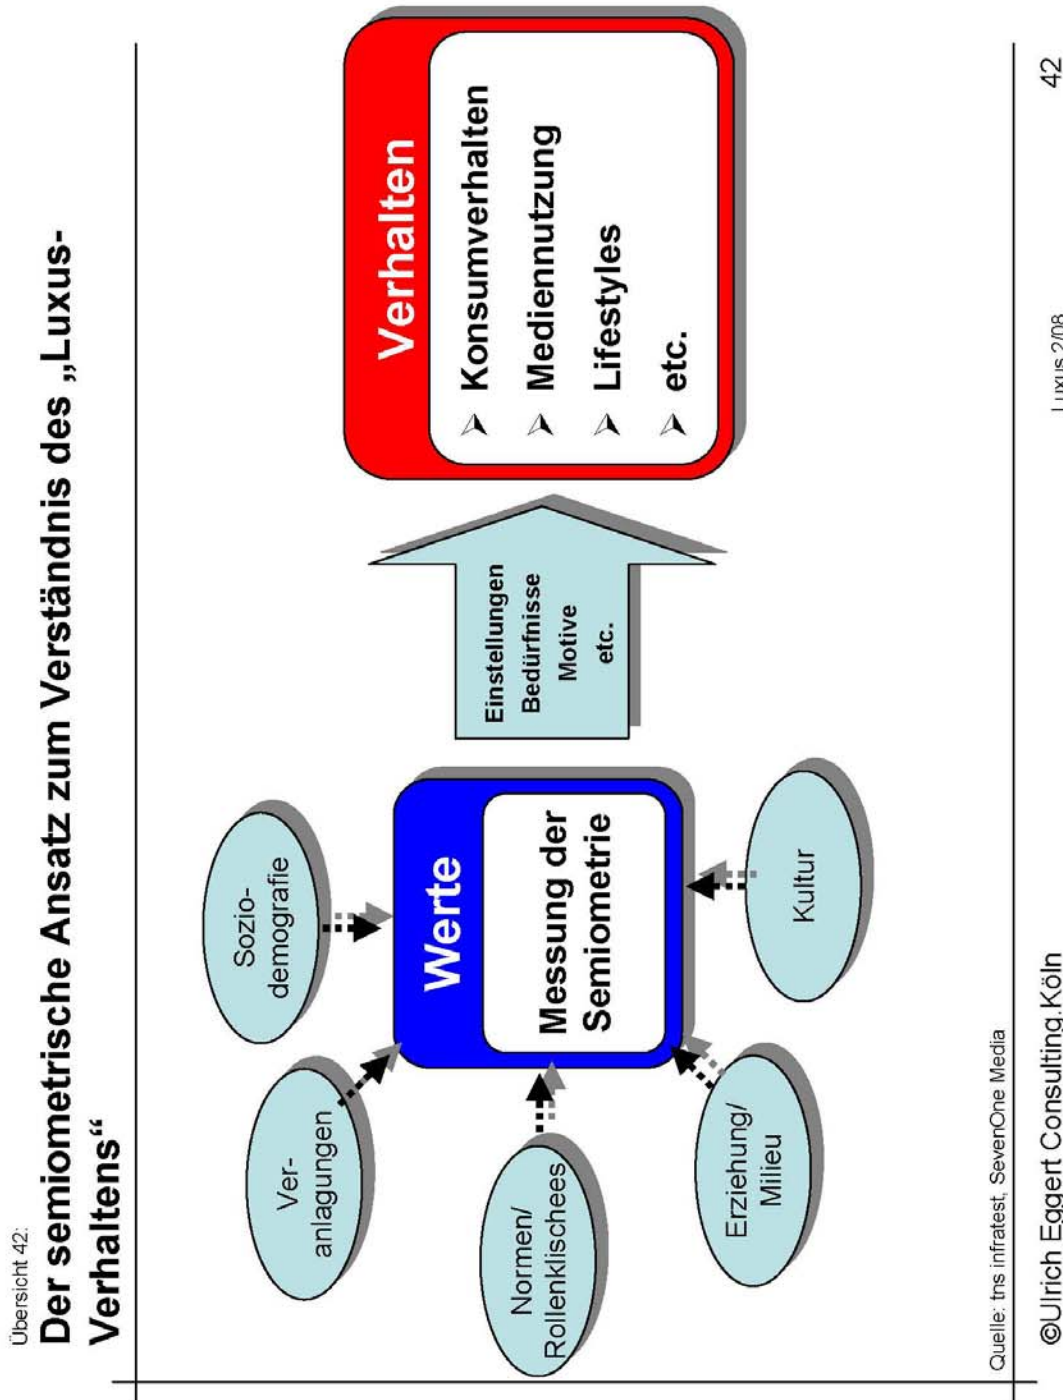 Übersicht 42:
Der semiometrische Ansatz zum Verständnis des „Luxus-
Verhaltens“
Sozio-
demografie
Ver-
anlagungen
Normen/
Rollenklischees
Erziehung/
Milieu
Kultur
Werte
Messung der
Semiometrie
Einstellungen
Bedürfnisse
Motive
etc.
Verhalten
➢ Konsumverhalten
➢ Mediennutzung
➢ Lifestyles
➢ etc.
Quelle: tns infratest, SevenOne Media
©Ulrich Eggert Consulting.Köln
Luxus 2/08
42